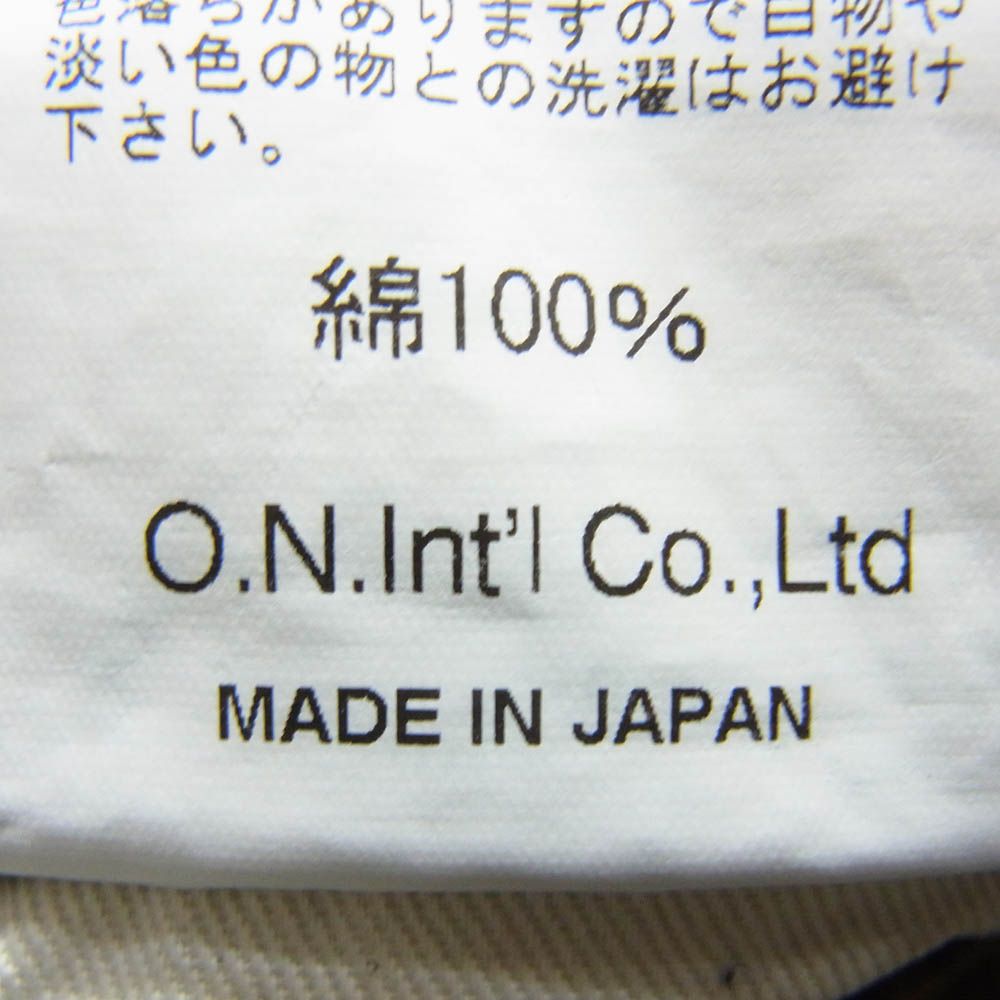 色落ちがありますので白物や
淡い色の物との洗濯はお避け
下さい。
綿100%
O.N.Int'l Co.,Ltd
MADE IN JAPAN